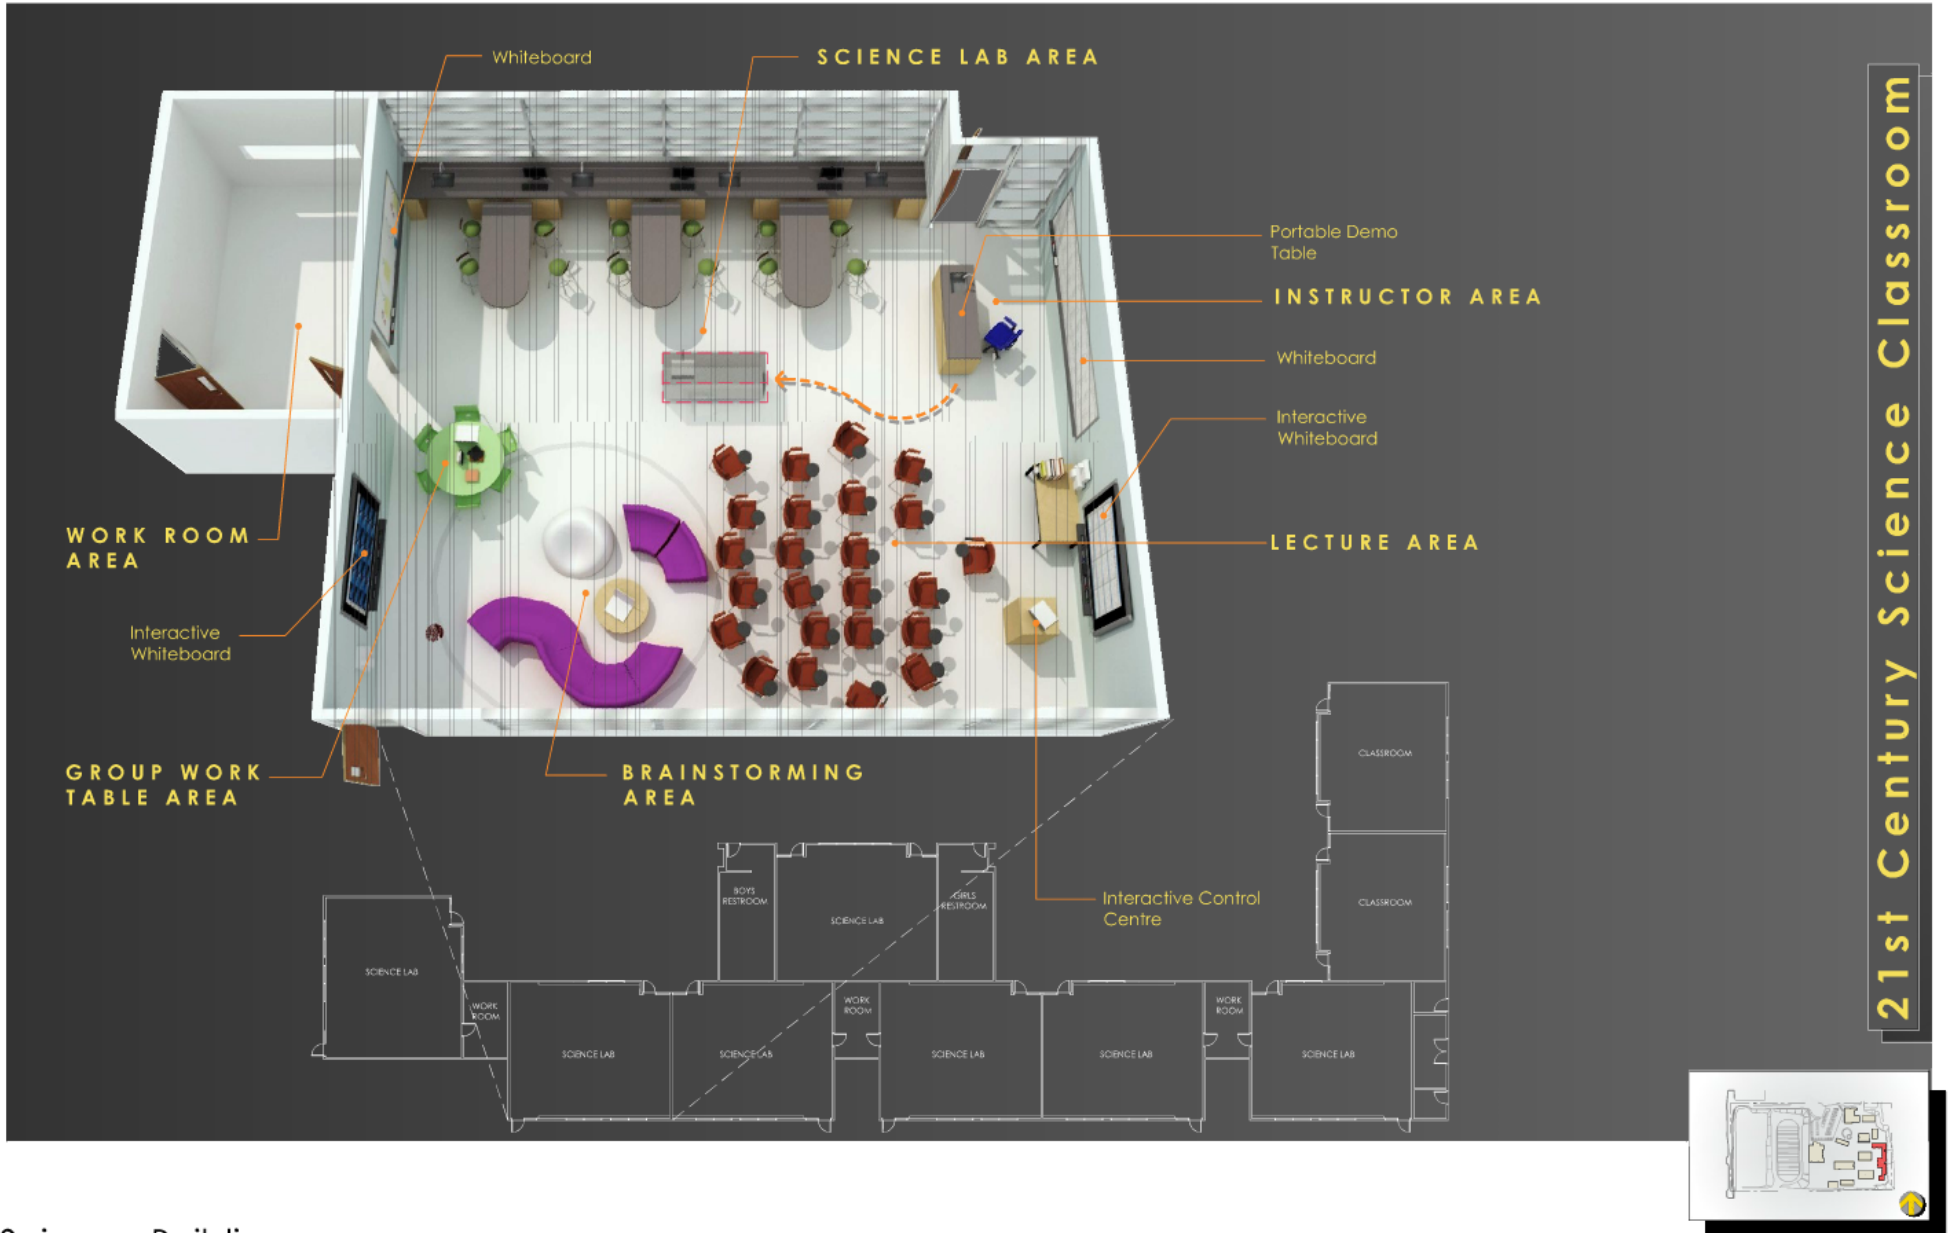 Whiteboard
SCIENCE LAB AREA
21st Century Science Classroom
Portable Demo
Table
INSTRUCTOR AREA
Whiteboard
Interactive
Whiteboard
LECTURE AREA
WORK ROOM
AREA
Interactive
Whiteboard
GROUP WORK
TABLE AREA
BRAINSTORMING
AREA
Interactive Control
Centre
CLASSROOM
CLASSROOM
BOYS
RESTROOM
SCIENCE LAB
GIRLS
RESTROOM
SCIENCE LAB
WORK
ROOM
WORK
ROOM
WORK
ROOM
SCIENCE LAB
SCIENCE LAB
SCIENCE LAB
SCIENCE LAB
SCIENCE LAB